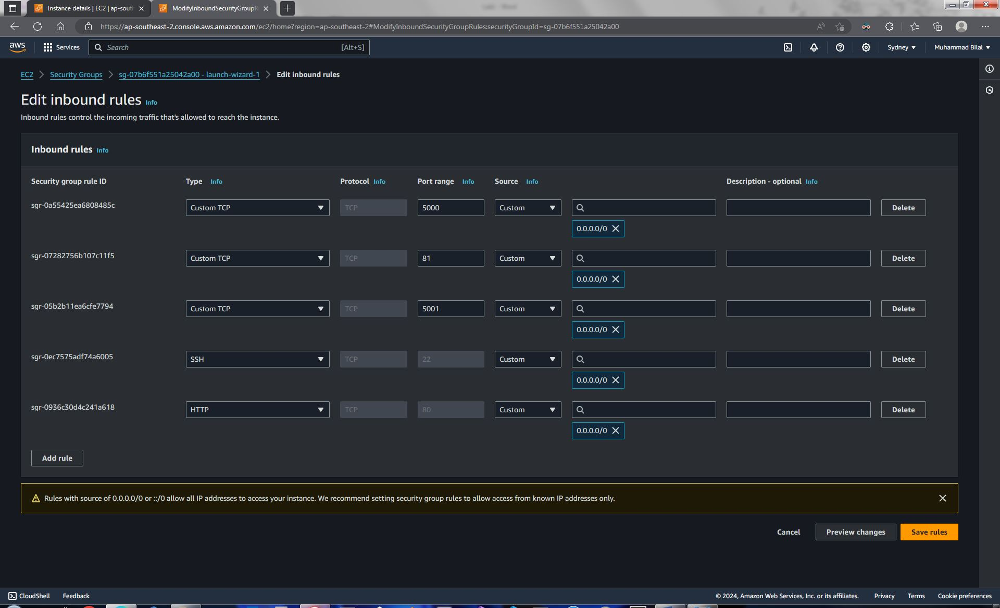 Instance details | EC2 | ap-south
ModifyInboundSecurityGroupR
https://ap-southeast-2.console.aws.amazon.com/ec2/home?region=ap-southeast-2#ModifyInboundSecurityGroupRules:securityGroupId=sg-07b6f551a25042a00
aws
Services
Search
[Alt+S]
Sydney
Muhammad Bilal
EC2
Security Groups
sg-07b6f551a25042a00 - launch-wizard-1
Edit inbound rules
Edit inbound rules Info
Inbound rules control the incoming traffic that's allowed to reach the instance.
Inbound rules Info
Security group rule ID Type Info Protocol Info Port range Info Source Info Description - optional Info
sgr-0a55425ea6808485c Custom TCP TCP 5000 Custom Delete
0.0.0.0/0
sgr-07282756b107c11f5 Custom TCP TCP 81 Custom Delete
0.0.0.0/0
sgr-05b2b11ea6cfe7794 Custom TCP TCP 5001 Custom Delete
0.0.0.0/0
sgr-0ec7575adf74a6005 SSH TCP 22 Custom Delete
0.0.0.0/0
sgr-0936c30d4c241a618 HTTP TCP 80 Custom Delete
0.0.0.0/0
Add rule
Rules with source of 0.0.0.0/0 or ::/0 allow all IP addresses to access your instance. We recommend setting security group rules to allow access from known IP addresses only.
Cancel
Preview changes
Save rules
CloudShell
Feedback
© 2024, Amazon Web Services, Inc. or its affiliates.
Privacy
Terms
Cookie preferences